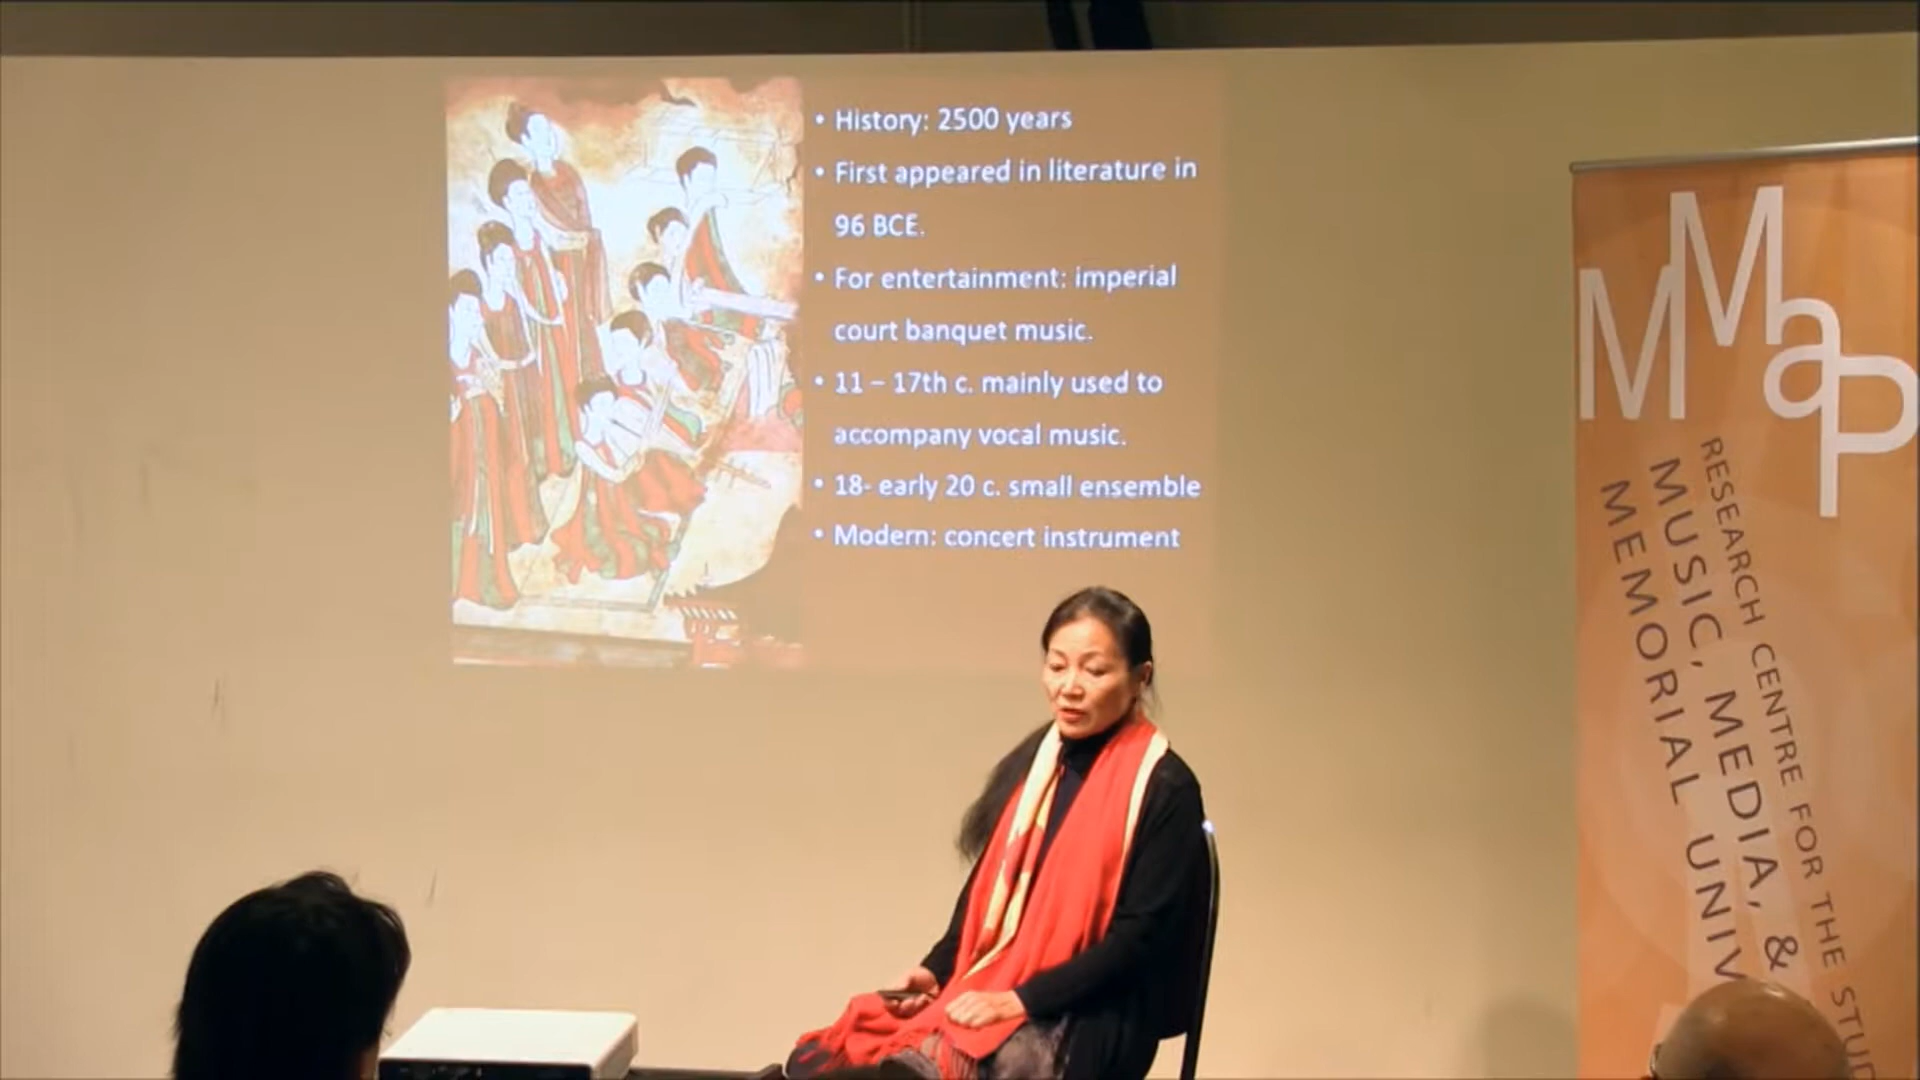 • History: 2500 years
• First appeared in literature in
96 BCE.
• For entertainment: imperial
court banquet music.
• 11 – 17th c. mainly used to
accompany vocal music.
• 18- early 20 c. small ensemble
• Modern: concert instrument
MMaP
RESEARCH CENTRE FOR THE STUD
MUSIC, MEDIA, &
MEMORIAL UNIV